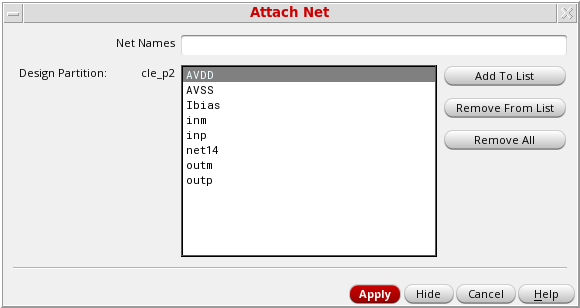 Attach Net
Net Names
Design Partition: cle_p2
AVDD
AVSS
Ibias
inm
inp
net14
outm
outp
Add To List
Remove From List
Remove All
Apply Hide Cancel Help